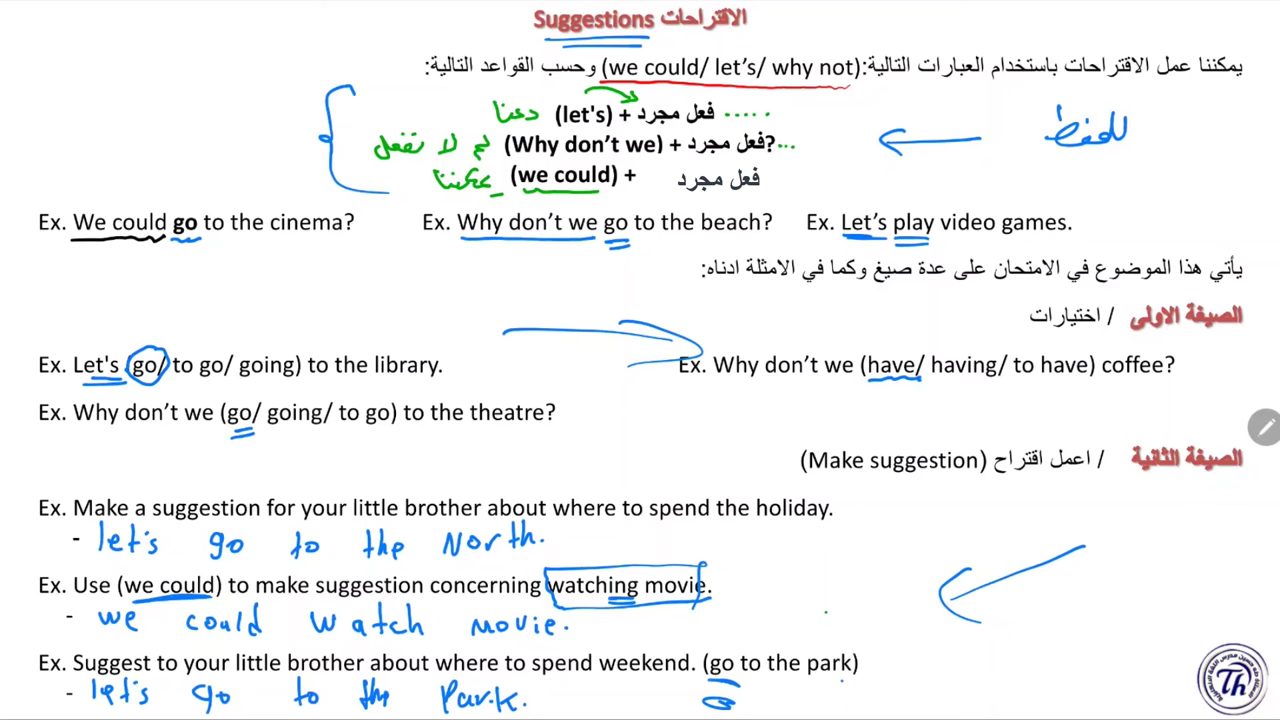 الاقتراحات Suggestions
يمكننا عمل الاقتراحات باستخدام العبارات التالية:(we could/ let's/ why not) وحسب القواعد التالية:
(let's) + فعل مجرد ..... دعنا
(Why don't we) + فعل مجرد?... لم لا نفعل
(we could) + فعل مجرد يمكننا
للحفظ
Ex. We could go to the cinema? Ex. Why don't we go to the beach? Ex. Let's play video games.
يأتي هذا الموضوع في الامتحان على عدة صيغ وكما في الامثلة ادناه:
الصيغة الاولى / اختيارات
Ex. Let's (go/ to go/ going) to the library. Ex. Why don't we (have/ having/ to have) coffee?
Ex. Why don't we (go/ going/ to go) to the theatre?
الصيغة الثانية / اعمل اقتراح (Make suggestion)
Ex. Make a suggestion for your little brother about where to spend the holiday.
- let's go to the North.
Ex. Use (we could) to make suggestion concerning watching movie.
- we could watch movie.
Ex. Suggest to your little brother about where to spend weekend. (go to the park)
- let's go to the Park.
Th